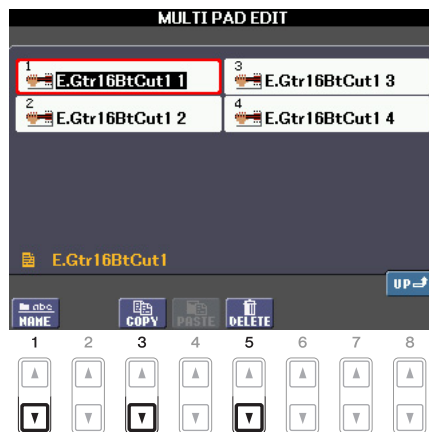 MULTI PAD EDIT
1
E.Gtr16BtCut1 1
3
E.Gtr16BtCut1 3
2
E.Gtr16BtCut1 2
4
E.Gtr16BtCut1 4
E.Gtr16BtCut1
UP
abc
NAME COPY PASTE DELETE
1 2 3 4 5 6 7 8